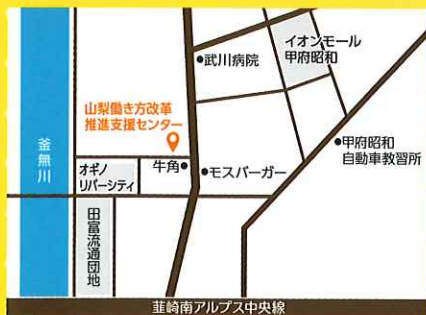 イオンモール
甲府昭和
武川病院
山梨働き方改革
推進支援センター
甲府昭和
自動車教習所
オギノ
リバーシティ
牛角
モスバーガー
釜無川
田富流通団地
韮崎南アルプス中央線